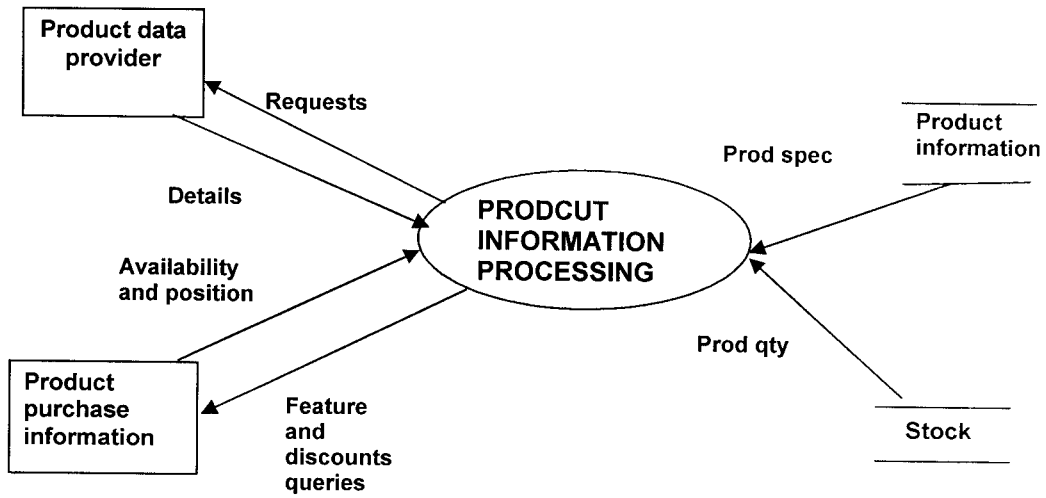 Product data
provider
Requests
Product
information
Prod spec
Details
PRODCUT
INFORMATION
PROCESSING
Availability
and position
Prod qty
Product
purchase
information
Feature
and
discounts
queries
Stock